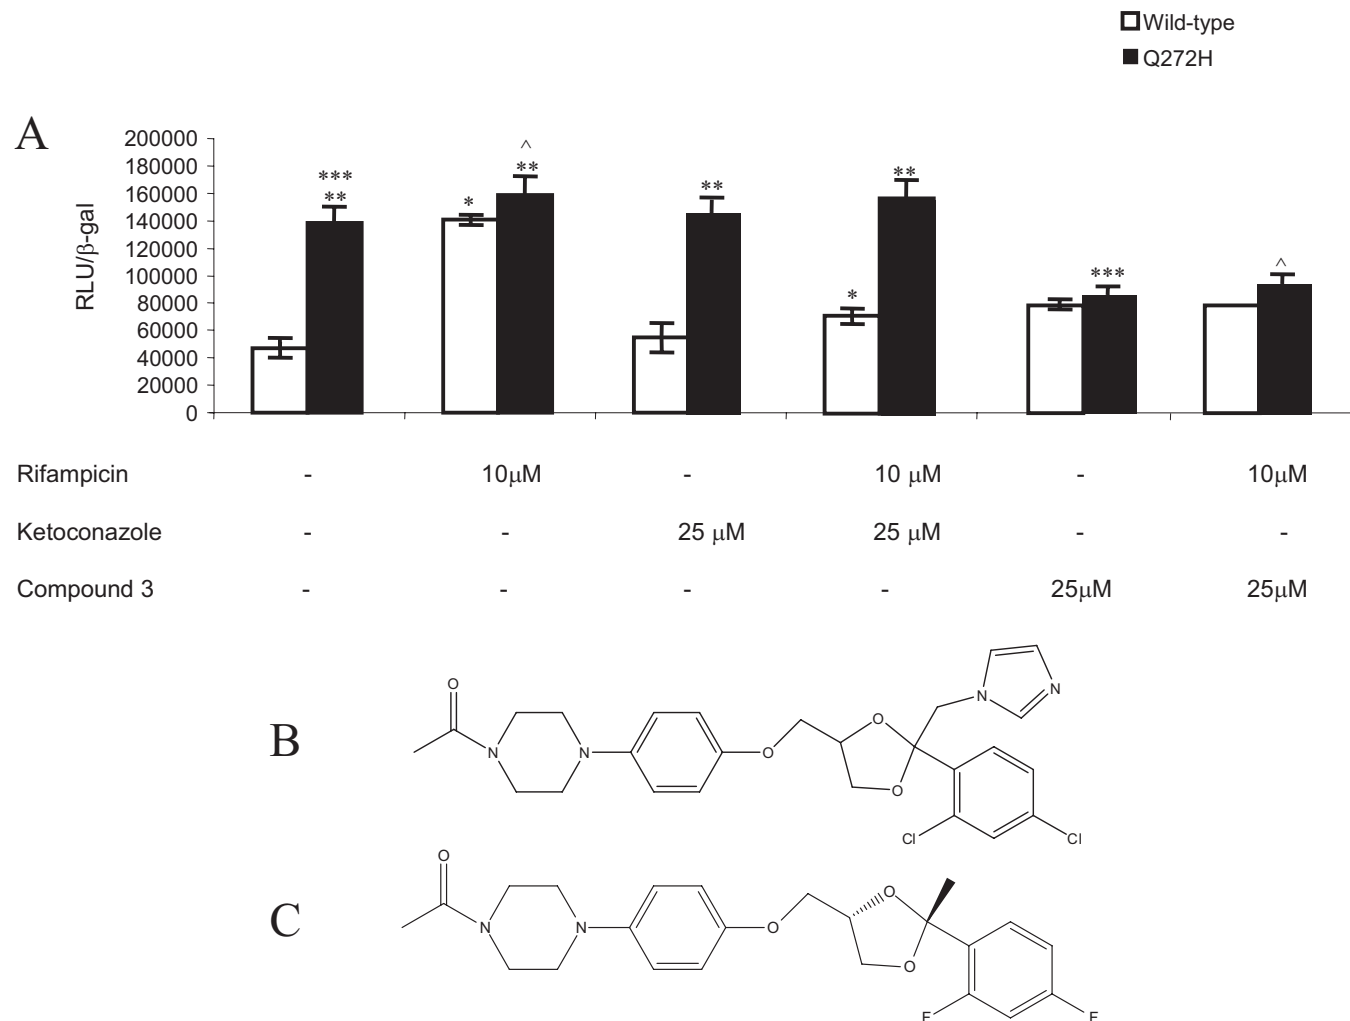 Wild-type
Q272H
A
RLU/β-gal
200000
180000
160000
140000
120000
100000
80000
60000
40000
20000
0
***
**
*
^
**
**
*
**
***
^
Rifampicin - 10μM - 10 μM - 10μM
Ketoconazole - - 25 μM 25 μM - -
Compound 3 - - - - 25μM 25μM
B
O
N
N
O
O
O
N
N
Cl
Cl
C
O
N
N
O
O
O
F
F